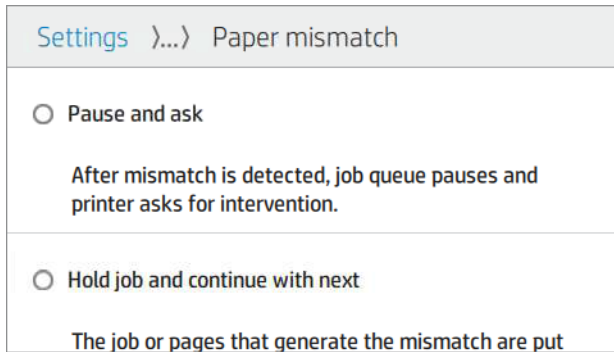 Settings ⟩...⟩ Paper mismatch
Pause and ask
After mismatch is detected, job queue pauses and
printer asks for intervention.
Hold job and continue with next
The job or pages that generate the mismatch are put